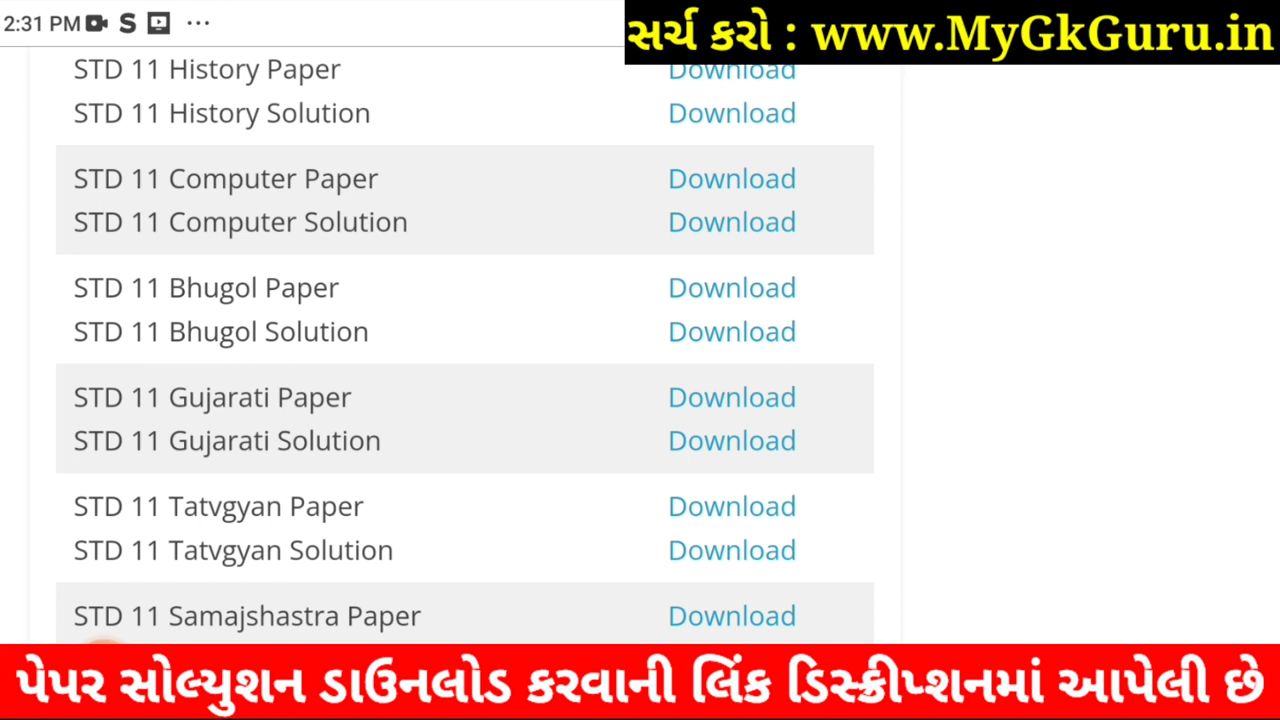 2:31 PM S ...
સર્ચ કરો : www.MyGkGuru.in
STD 11 History Paper Download
STD 11 History Solution Download
STD 11 Computer Paper Download
STD 11 Computer Solution Download
STD 11 Bhugol Paper Download
STD 11 Bhugol Solution Download
STD 11 Gujarati Paper Download
STD 11 Gujarati Solution Download
STD 11 Tatvgyan Paper Download
STD 11 Tatvgyan Solution Download
STD 11 Samajshastra Paper Download
પેપર સોલ્યુશન ડાઉનલોડ કરવાની લિંક ડિસ્ક્રીપ્શનમાં આપેલી છે